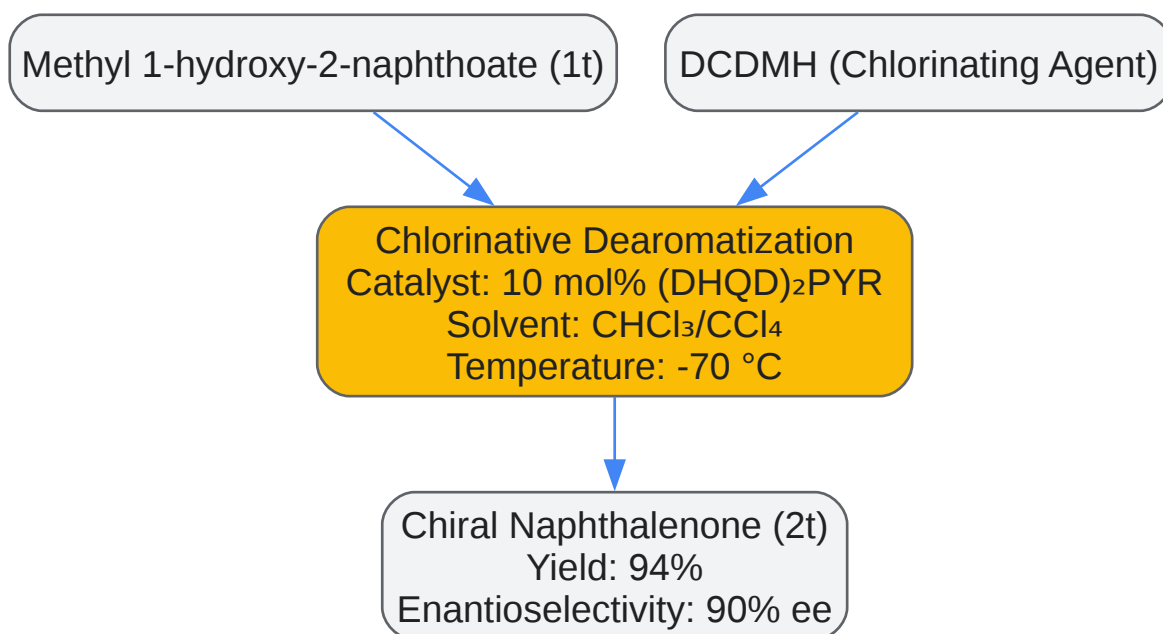 Methyl 1-hydroxy-2-naphthoate (1t)
DCDMH (Chlorinating Agent)
Chlorinative Dearomatization
Catalyst: 10 mol% (DHQD)₂PYR
Solvent: CHCl₃/CCl₄
Temperature: -70 °C
Chiral Naphthalenone (2t)
Yield: 94%
Enantioselectivity: 90% ee